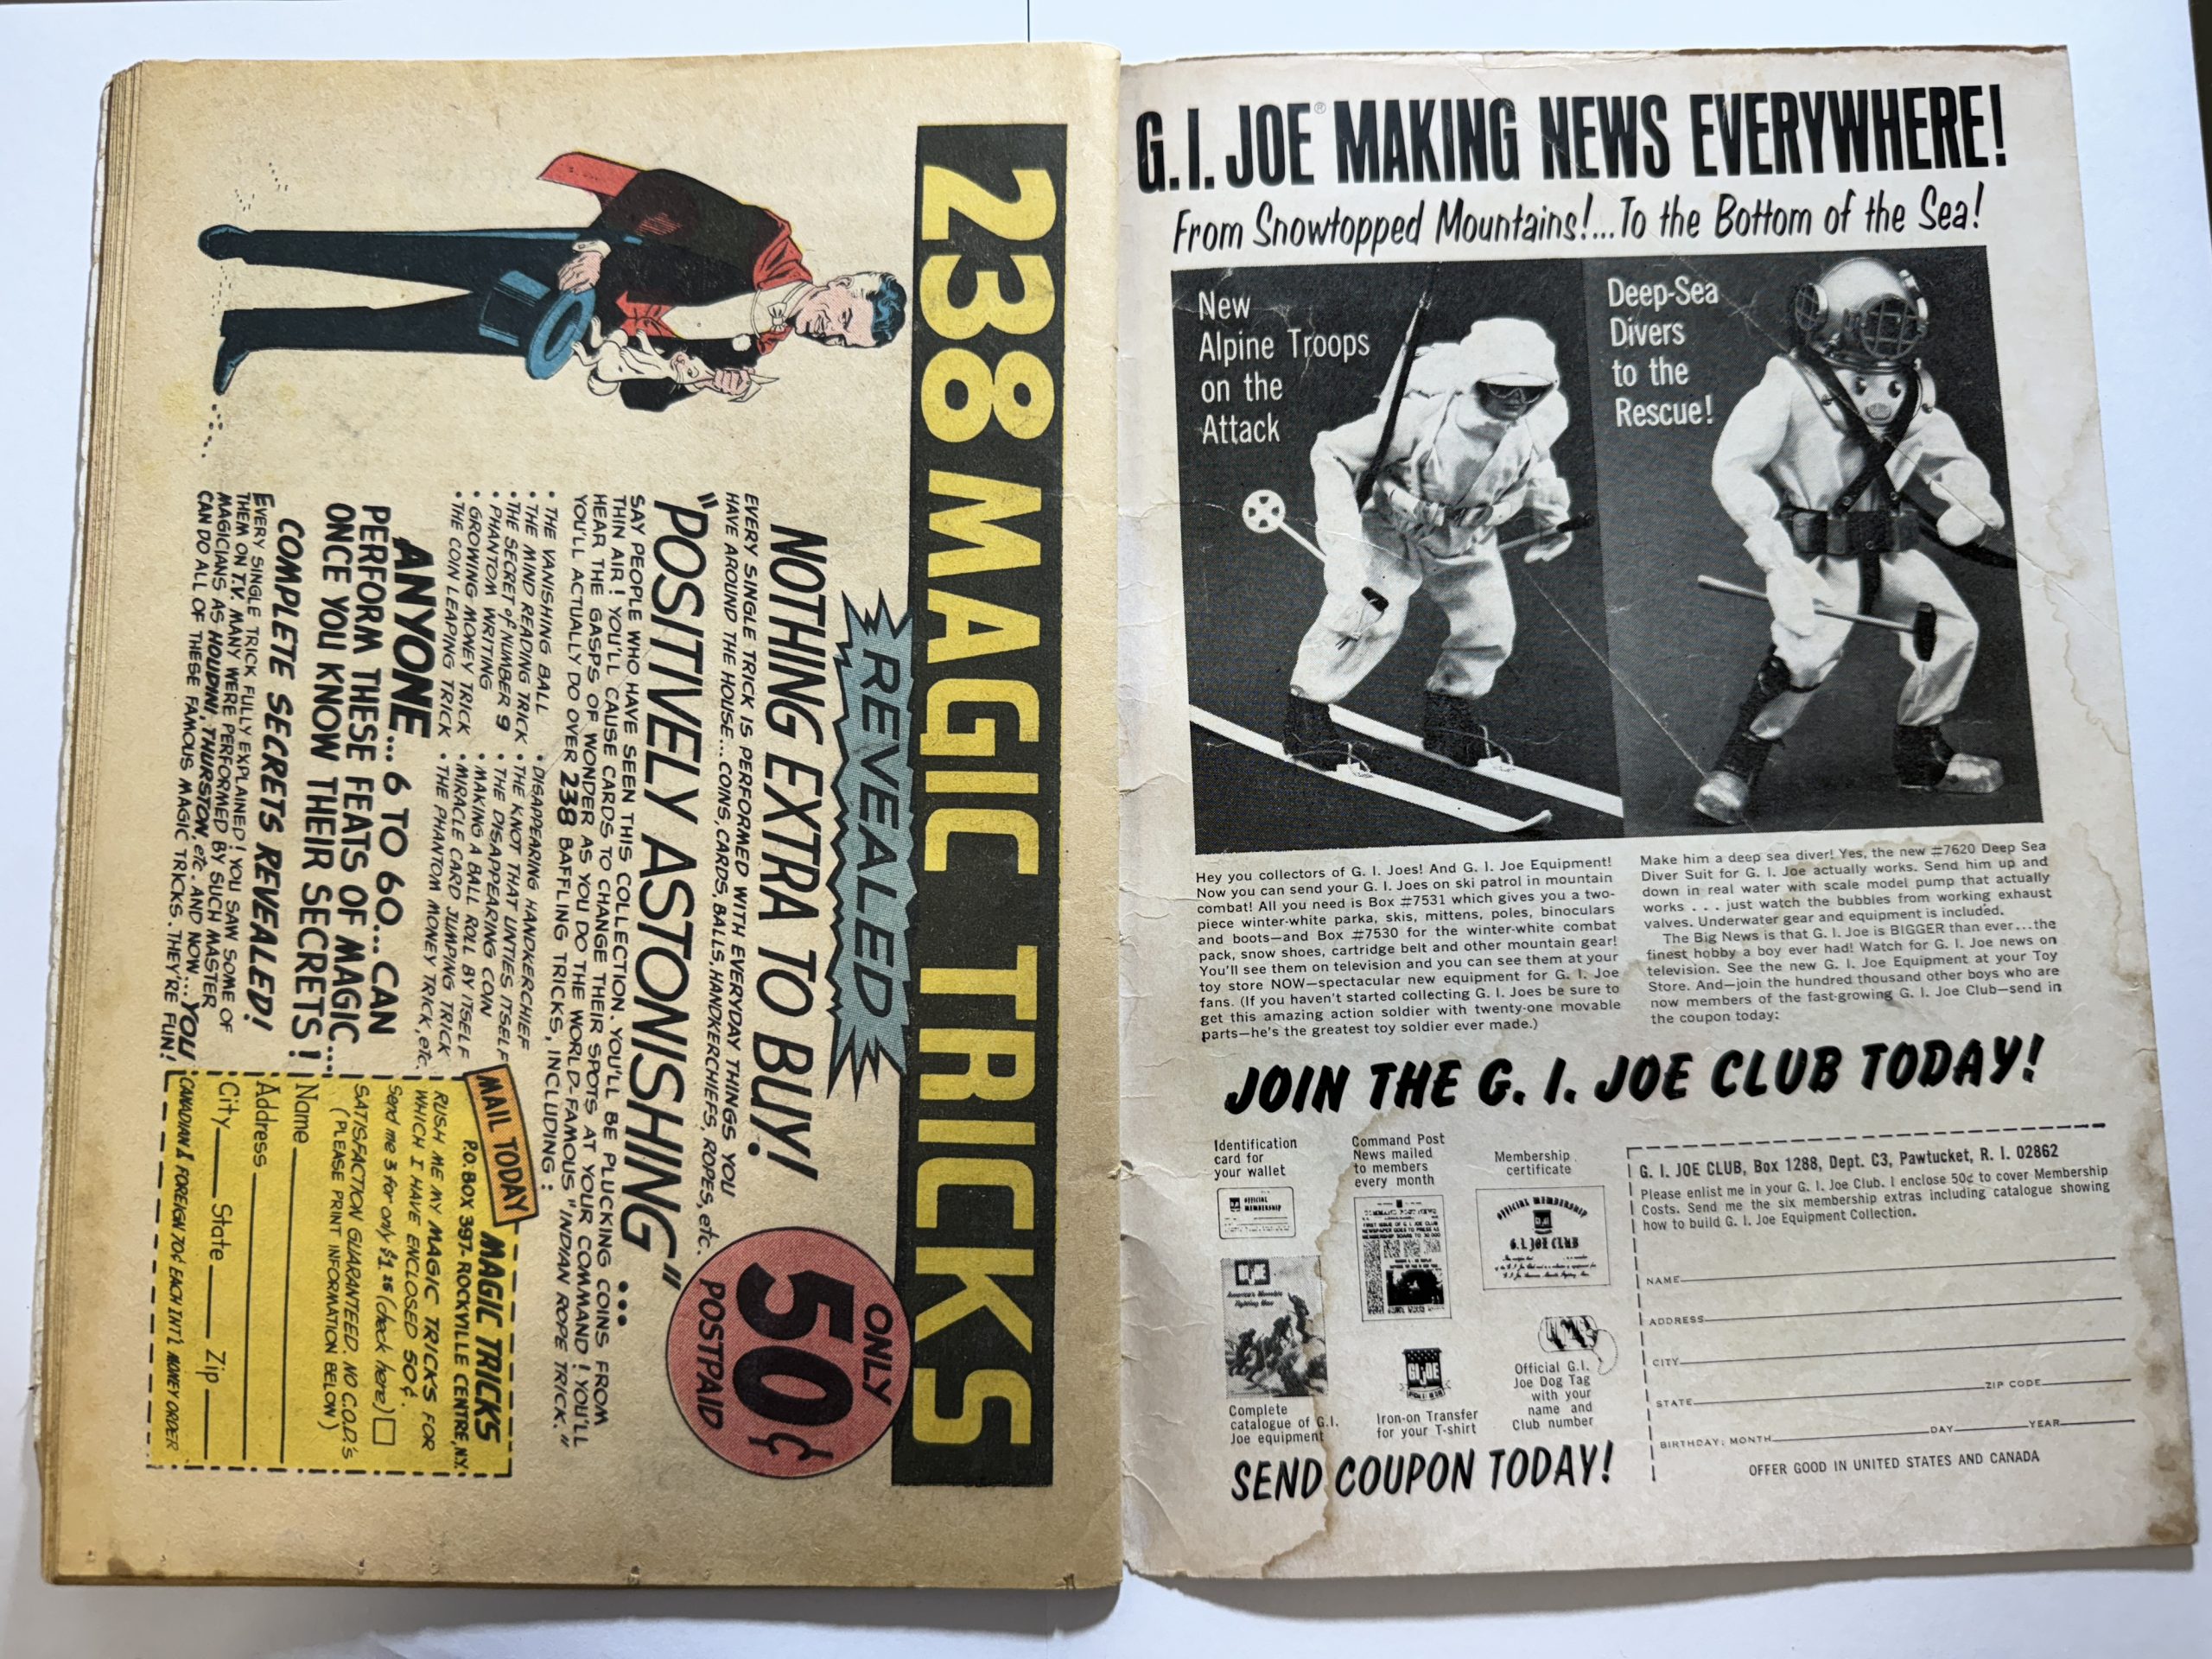 238 MAGIC TRICKS
REVEALED
NOTHING EXTRA TO BUY!
EVERY SINGLE TRICK IS PERFORMED WITH EVERYDAY THINGS YOU
HAVE AROUND THE HOUSE...COINS, CARDS, BALLS, HANDKERCHIEFS, ROPES, etc.
"POSITIVELY ASTONISHING"...
SAY PEOPLE WHO HAVE SEEN THIS COLLECTION. YOU'LL BE PLUCKING COINS FROM
THIN AIR! YOU'LL CAUSE CARDS TO CHANGE THEIR SPOTS AT YOUR COMMAND! YOU'LL
HEAR THE GASPS OF WONDER AS YOU DO THE WORLD-FAMOUS "INDIAN ROPE TRICK."
YOU'LL ACTUALLY DO OVER 238 BAFFLING TRICKS, INCLUDING:
• THE VANISHING BALL
• THE MIND READING TRICK
• THE SECRET of NUMBER 9
• PHANTOM WRITING
• GROWING MONEY TRICK
• THE COIN LEAPING TRICK
• DISAPPEARING HANDKERCHIEF
• THE KNOT THAT UNTIES ITSELF
• THE DISAPPEARING COIN
• MAKING A BALL ROLL BY ITSELF
• MIRACLE CARD JUMPING TRICK
• THE PHANTOM MONEY TRICK, etc.
ANYONE... 6 TO 60... CAN
PERFORM THESE FEATS OF MAGIC...
ONCE YOU KNOW THEIR SECRETS!
COMPLETE SECRETS REVEALED!
EVERY SINGLE TRICK FULLY EXPLAINED! YOU SAW SOME OF
THEM ON T.V. MANY WERE PERFORMED BY SUCH MASTER
MAGICIANS AS HOUDINI, THURSTON, etc. AND NOW...YOU
CAN DO ALL OF THESE FAMOUS MAGIC TRICKS. THEY'RE FUN!
ONLY
50¢
POSTPAID
MAIL TODAY
MAGIC TRICKS
P.O. BOX 397-ROCKVILLE CENTRE, N.Y.
RUSH ME MY MAGIC TRICKS FOR
WHICH I HAVE ENCLOSED 50¢.
Send me 3 for only $1.25 (check here)
SATISFACTION GUARANTEED. NO C.O.D.'S
(PLEASE PRINT INFORMATION BELOW)
Name
Address
City State Zip
CANADIAN & FOREIGN 70¢ EACH INT'L MONEY ORDER
G.I. JOE® MAKING NEWS EVERYWHERE!
From Snowtopped Mountains!...To the Bottom of the Sea!
New
Alpine Troops
on the
Attack
Deep-Sea
Divers
to the
Rescue!
Hey you collectors of G. I. Joes! And G. I. Joe Equipment!
Now you can send your G. I. Joes on ski patrol in mountain
combat! All you need is Box #7531 which gives you a two-
piece winter-white parka, skis, mittens, poles, binoculars
and boots—and Box #7530 for the winter-white combat
pack, snow shoes, cartridge belt and other mountain gear!
You'll see them on television and you can see them at your
toy store NOW—spectacular new equipment for G. I. Joe
fans. (If you haven't started collecting G. I. Joes be sure to
get this amazing action soldier with twenty-one movable
parts—he's the greatest toy soldier ever made.)
Make him a deep sea diver! Yes, the new #7620 Deep Sea
Diver Suit for G. I. Joe actually works. Send him up and
down in real water with scale model pump that actually
works . . . just watch the bubbles from working exhaust
valves. Underwater gear and equipment is included.
The Big News is that G. I. Joe is BIGGER than ever...the
finest hobby a boy ever had! Watch for G. I. Joe news on
television. See the new G. I. Joe Equipment at your Toy
Store. And—join the hundred thousand other boys who are
now members of the fast-growing G. I. Joe Club—send in
the coupon today:
JOIN THE G. I. JOE CLUB TODAY!
Identification
card for
your wallet
Command Post
News mailed
to members
every month
Membership
certificate
OFFICIAL
MEMBERSHIP
COMMAND POST NEWS
OFFICIAL MEMBERSHIP
G. I. JOE CLUB
GI JOE
America's Movable
Fighting Man
GI JOE
Complete
catalogue of G.I.
Joe equipment
Iron-on Transfer
for your T-shirt
Official G.I.
Joe Dog Tag
with your
name and
Club number
SEND COUPON TODAY!
G. I. JOE CLUB, Box 1288, Dept. C3, Pawtucket, R. I. 02862
Please enlist me in your G. I. Joe Club. I enclose 50¢ to cover Membership
Costs. Send me the six membership extras including catalogue showing
how to build G. I. Joe Equipment Collection.
NAME
ADDRESS
CITY
STATE ZIP CODE
BIRTHDAY: MONTH DAY YEAR
OFFER GOOD IN UNITED STATES AND CANADA